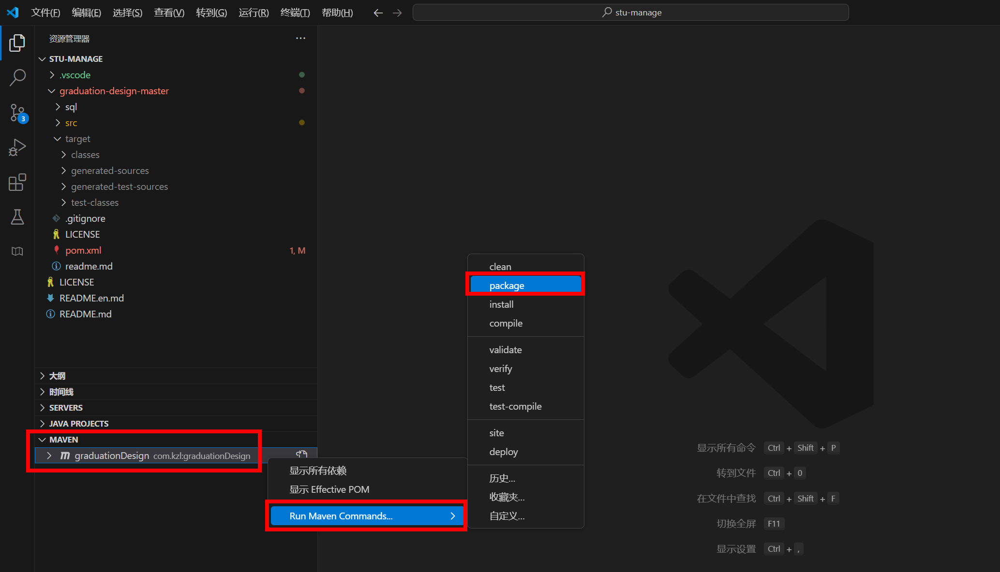 文件(F) 编辑(E) 选择(S) 查看(V) 转到(G) 运行(R) 终端(T) 帮助(H) stu-manage
资源管理器
STU-MANAGE
.vscode
graduation-design-master
sql
3
src
target
classes
generated-sources
generated-test-sources
test-classes
.gitignore
LICENSE
pom.xml 1, M
readme.md
LICENSE
README.en.md
README.md
大纲
时间线
SERVERS
JAVA PROJECTS
MAVEN
graduationDesign com.kzl:graduationDesign
显示所有依赖
显示 Effective POM
Run Maven Commands...
clean
package
install
compile
validate
verify
test
test-compile
site
deploy
历史...
收藏夹...
自定义...
显示所有命令 Ctrl + Shift + P
转到文件 Ctrl + 0
在文件中查找 Ctrl + Shift + F
切换全屏 F11
显示设置 Ctrl + ,